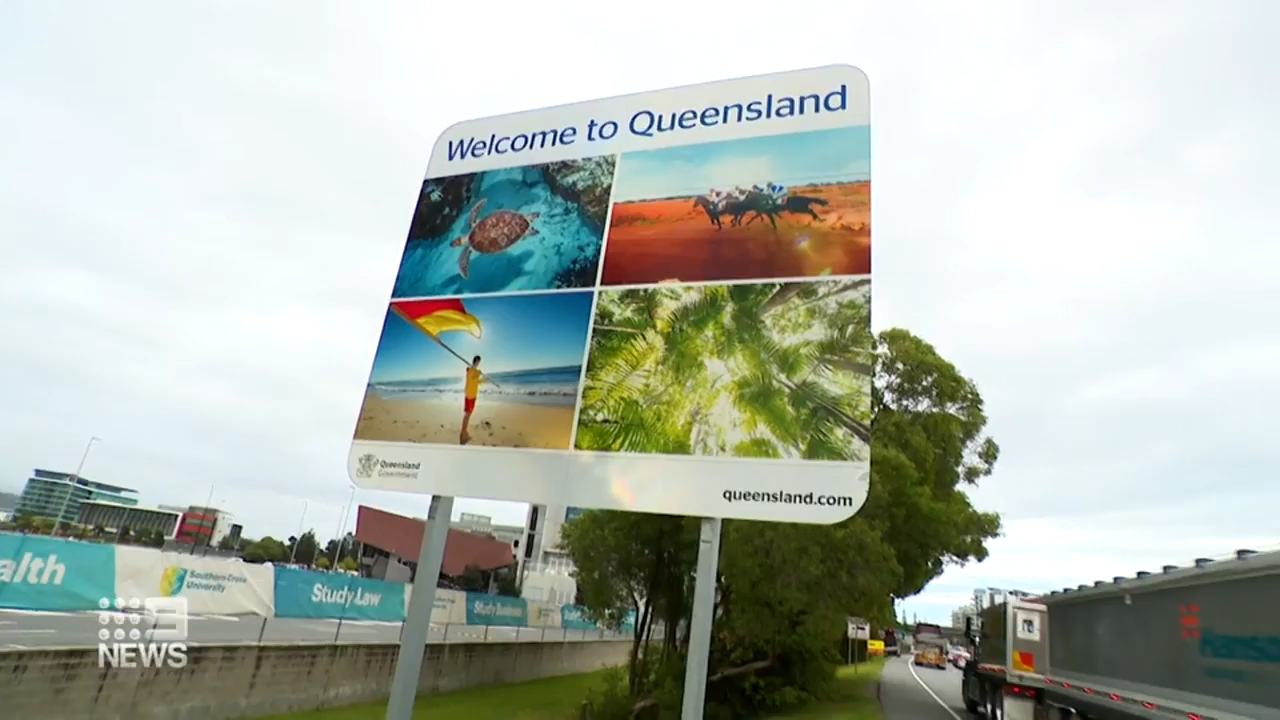 Welcome to Queensland
Queensland
Government
queensland.com
alth
Southern Cross
University
Study Law
Study Business
9
NEWS